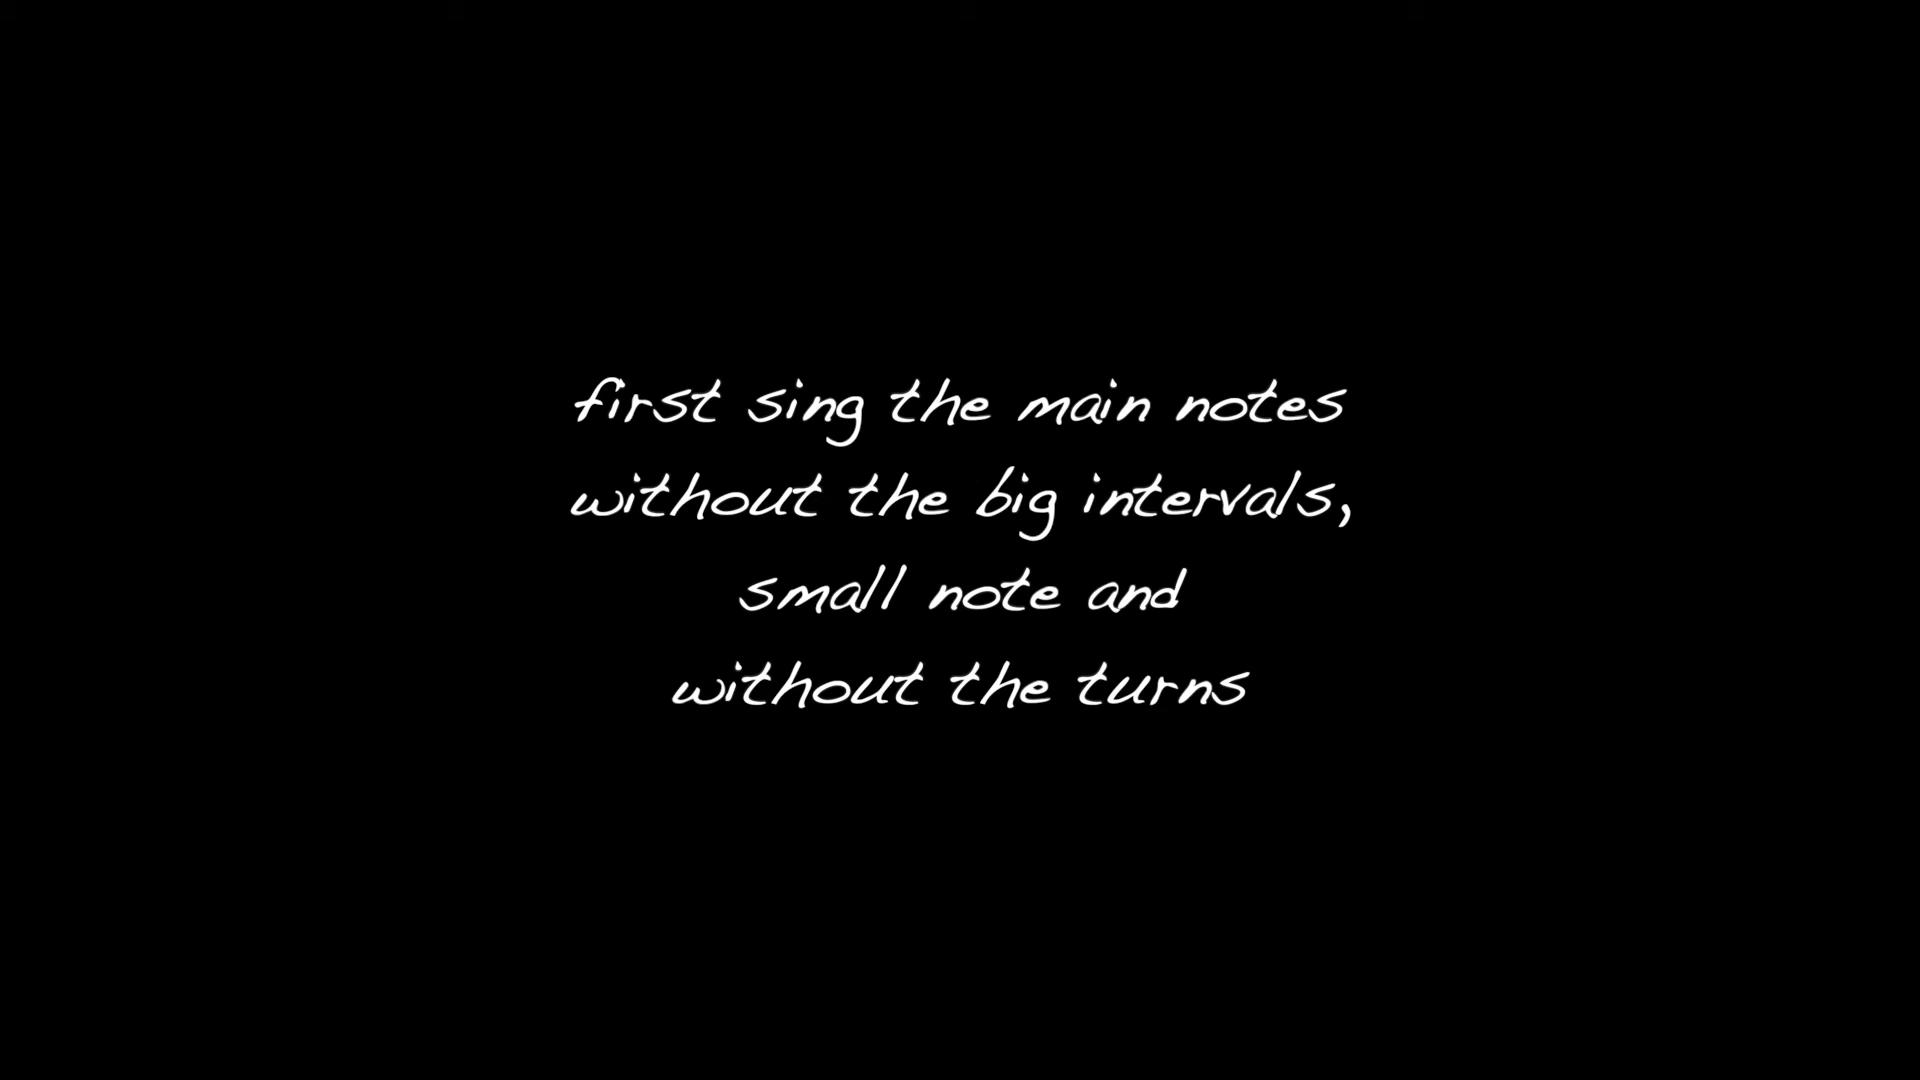 first sing the main notes
without the big intervals,
small note and
without the turns